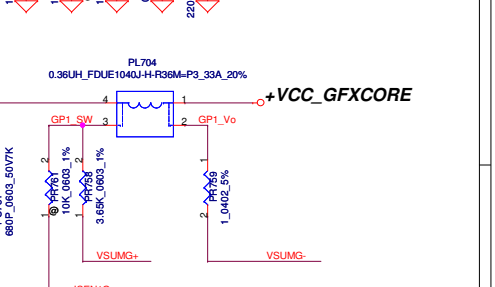 220
PL704
0.36UH_FDUE1040J-H-R36M=P3_33A_20%
4
1
+VCC_GFXCORE
GP1_SW
3
2
GP1_Vo
680P_0603_50V7K
2
PR761
10K_0603_1%
@
1
2
PR758
3.65K_0603_1%
1
1
PR759
1_0402_5%
2
VSUMG+
VSUMG-